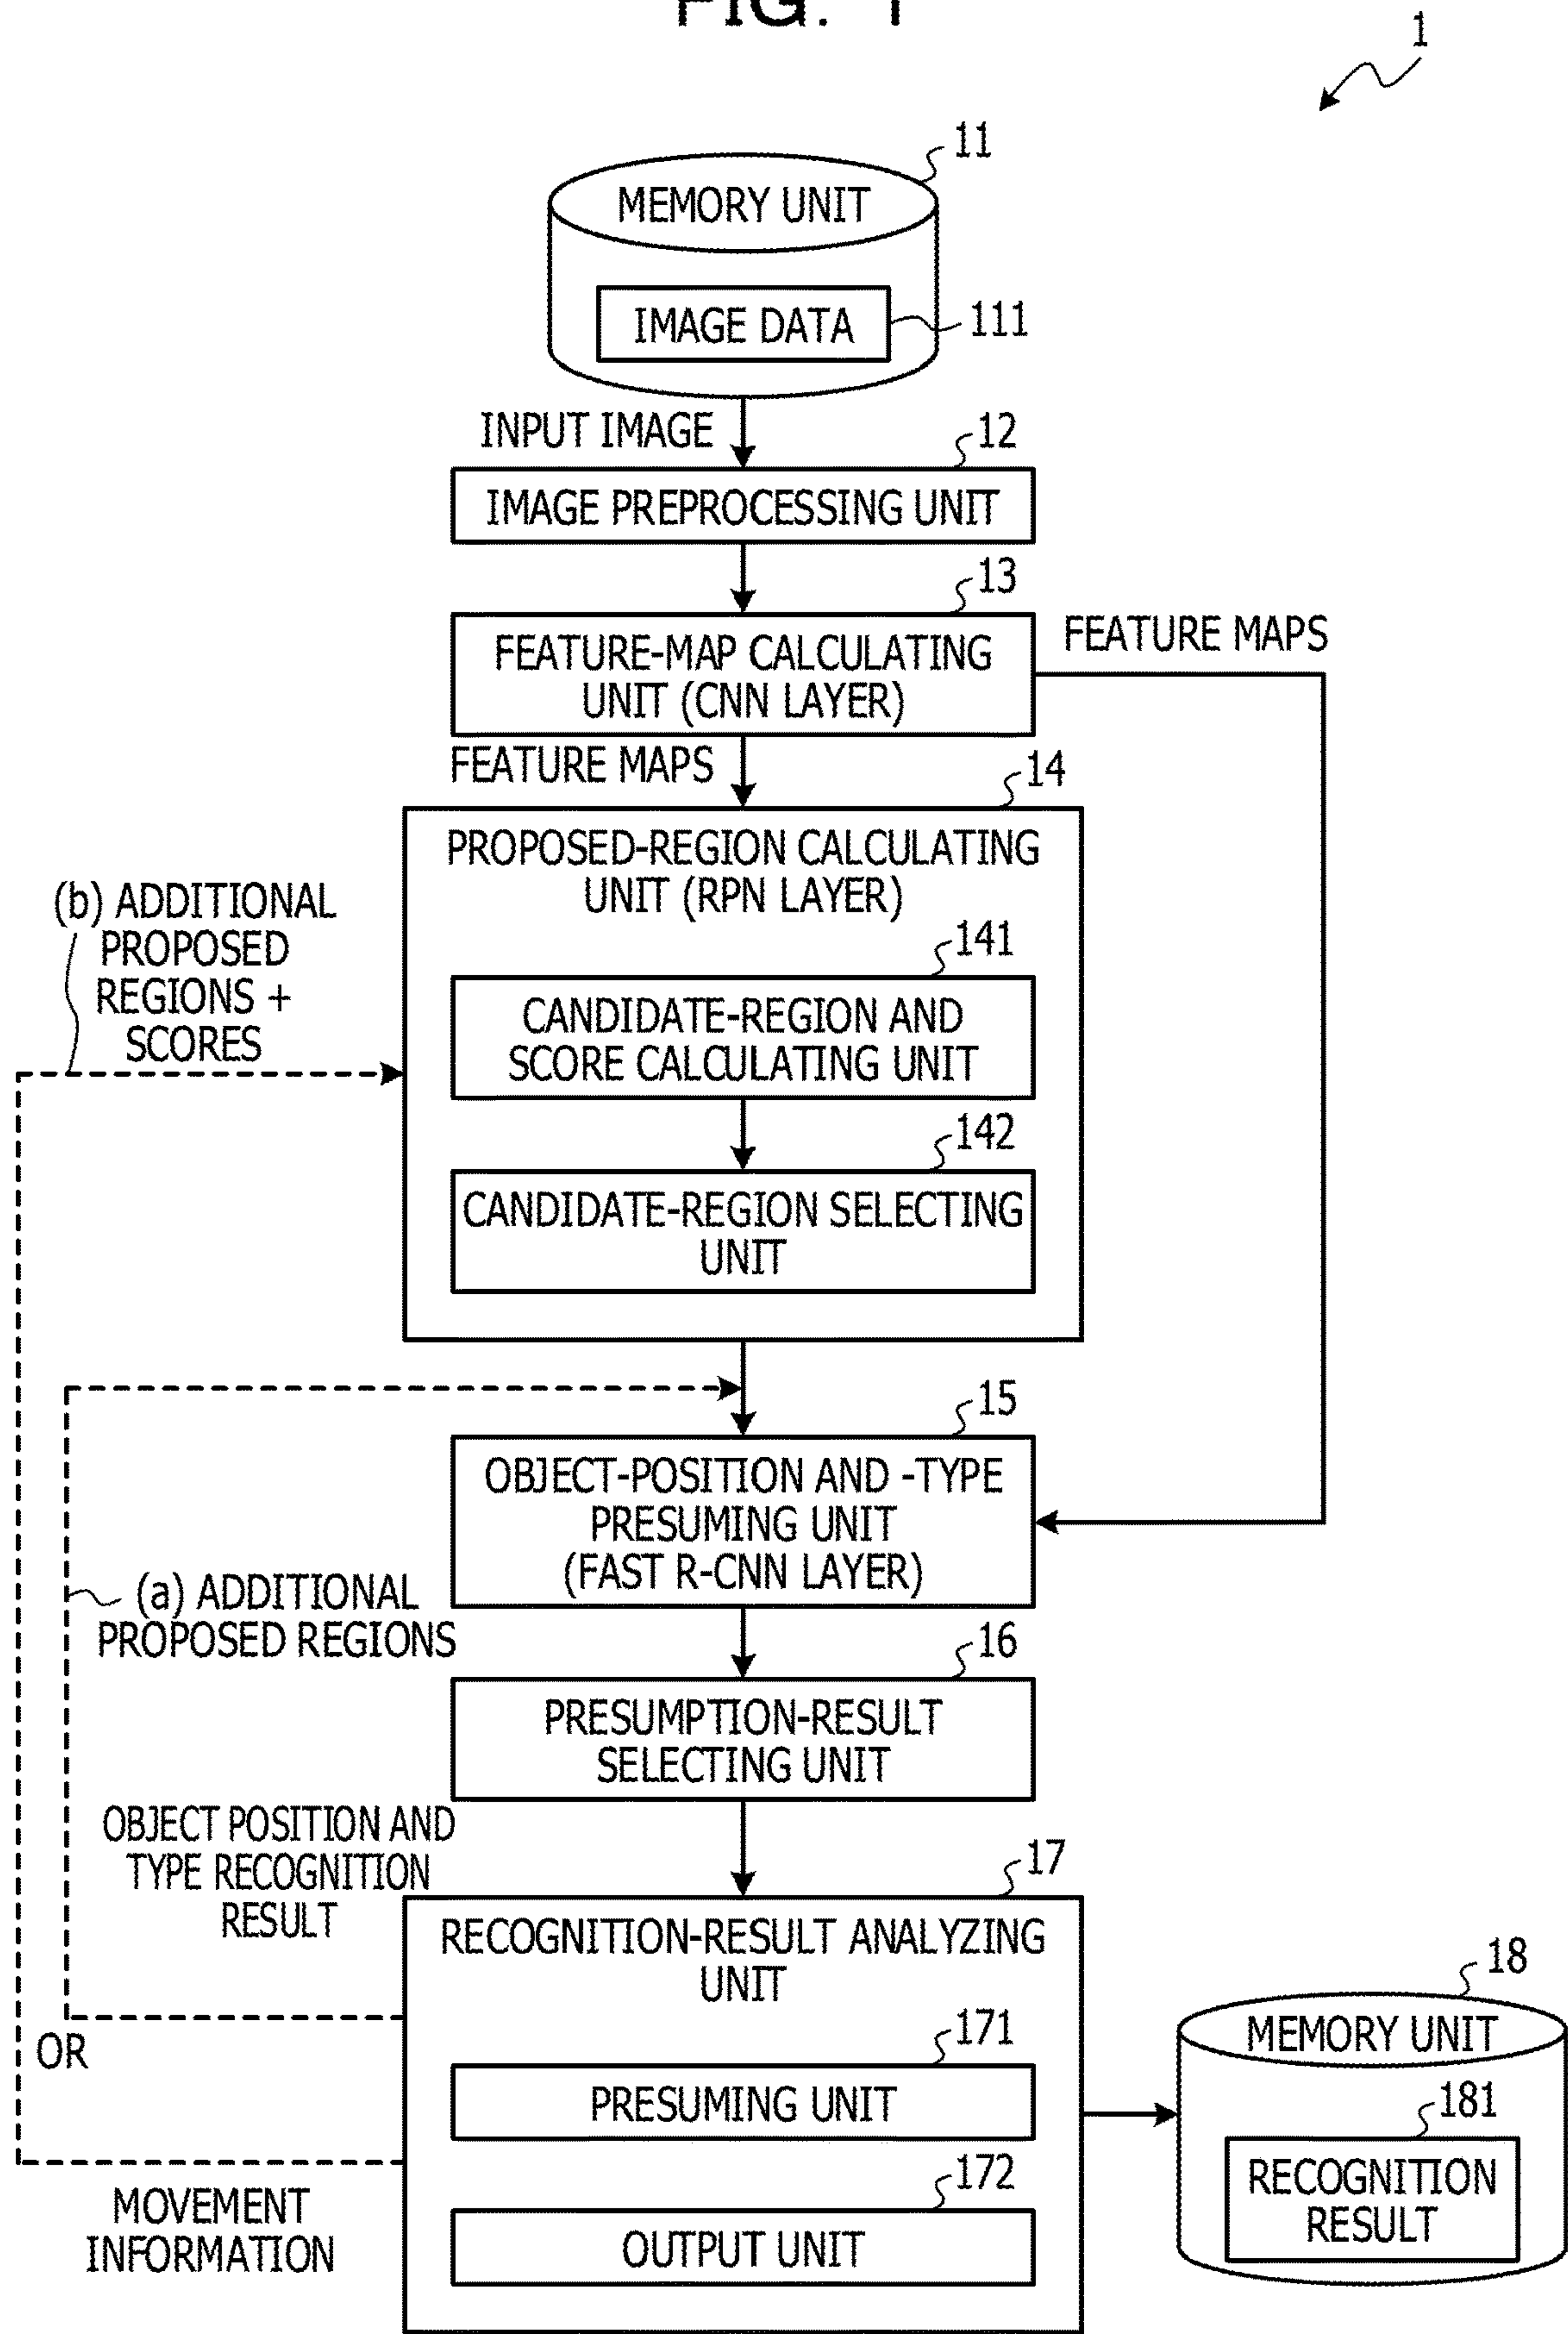 FIG. 1
1
11
MEMORY UNIT
IMAGE DATA
111
INPUT IMAGE
12
IMAGE PREPROCESSING UNIT
13
FEATURE-MAP CALCULATING
UNIT (CNN LAYER)
FEATURE MAPS
FEATURE MAPS
14
PROPOSED-REGION CALCULATING
UNIT (RPN LAYER)
(b) ADDITIONAL
PROPOSED
REGIONS +
SCORES
141
CANDIDATE-REGION AND
SCORE CALCULATING UNIT
142
CANDIDATE-REGION SELECTING
UNIT
15
OBJECT-POSITION AND -TYPE
PRESUMING UNIT
(FAST R-CNN LAYER)
(a) ADDITIONAL
PROPOSED REGIONS
16
PRESUMPTION-RESULT
SELECTING UNIT
OBJECT POSITION AND
TYPE RECOGNITION
RESULT
17
RECOGNITION-RESULT ANALYZING
UNIT
OR
171
PRESUMING UNIT
172
OUTPUT UNIT
MOVEMENT
INFORMATION
18
MEMORY UNIT
181
RECOGNITION
RESULT